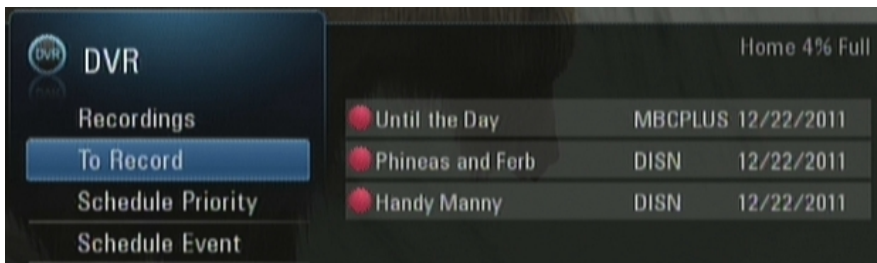 DVR
DVR
Home 4% Full
Recordings
To Record
Schedule Priority
Schedule Event
Until the Day MBCPLUS 12/22/2011
Phineas and Ferb DISN 12/22/2011
Handy Manny DISN 12/22/2011